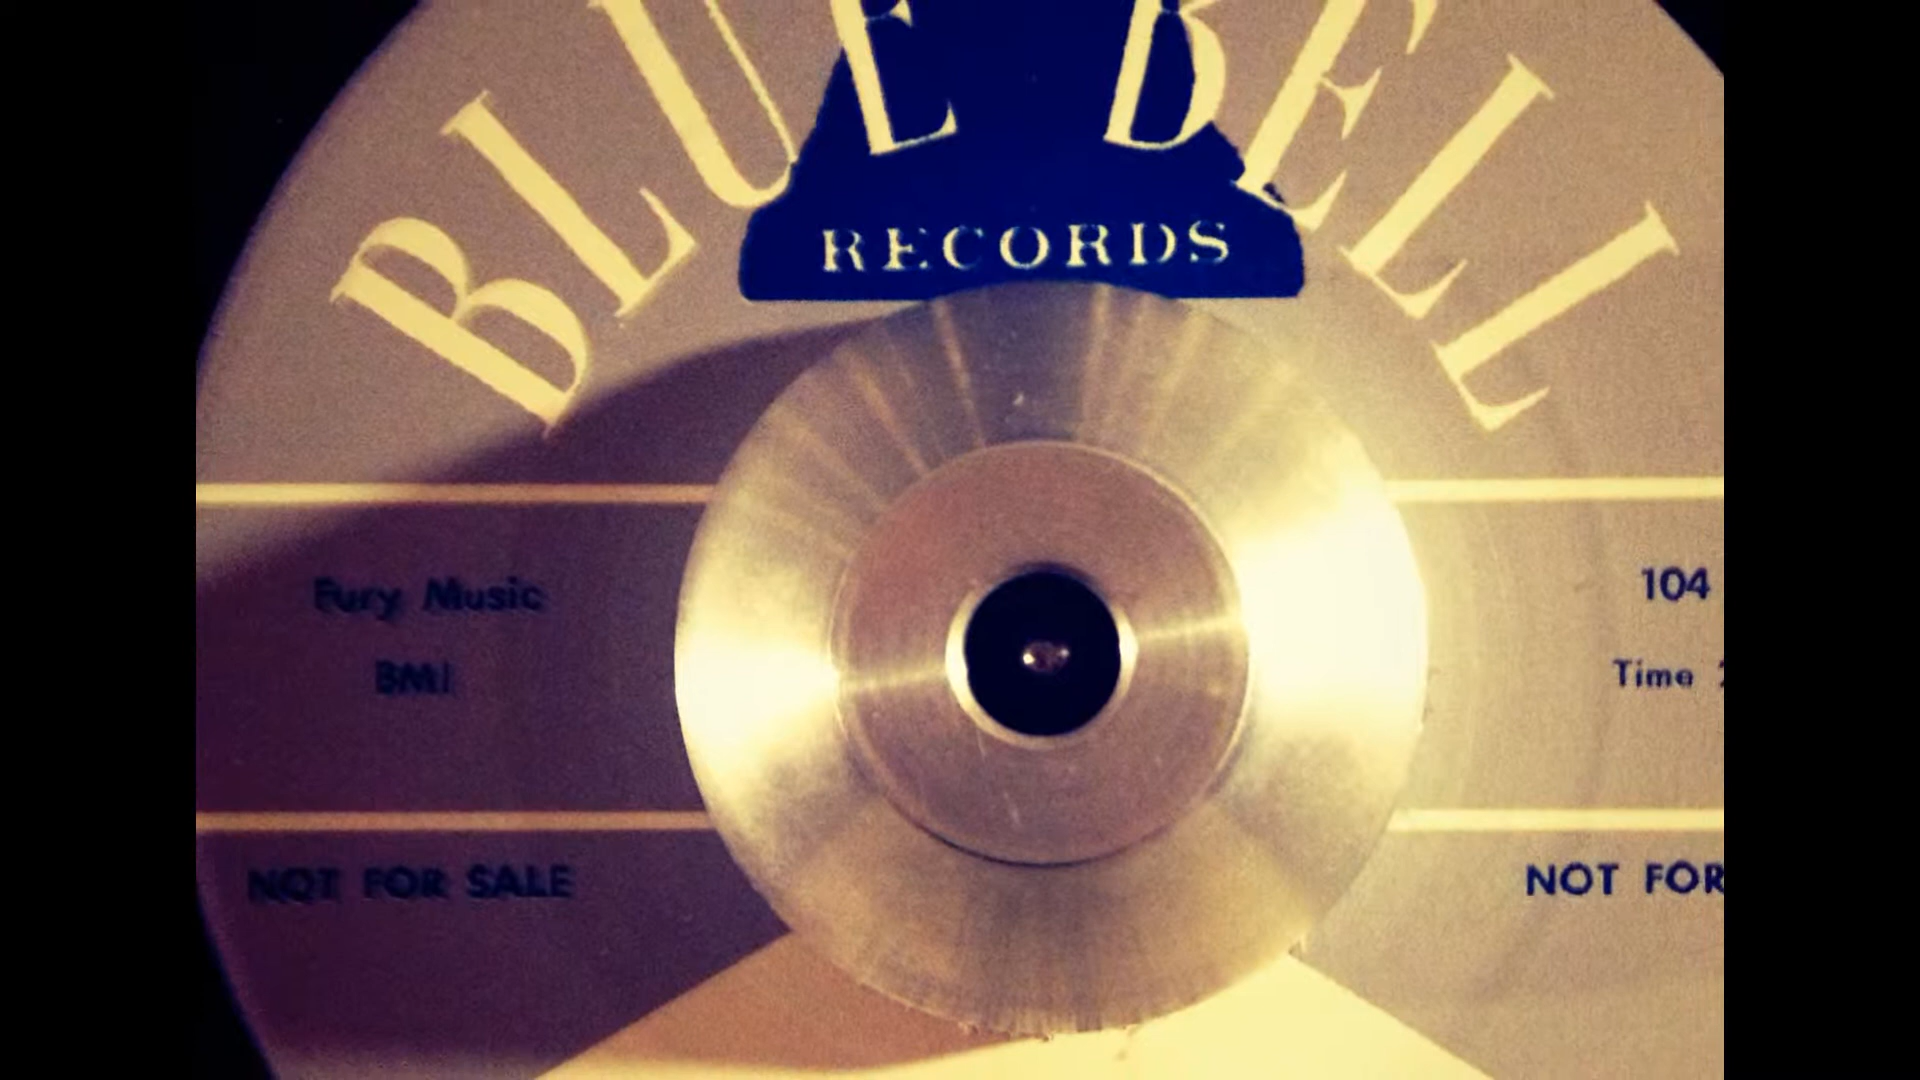 BLUE BELL
RECORDS
Fury Music
BMI
104
Time
NOT FOR SALE
NOT FOR